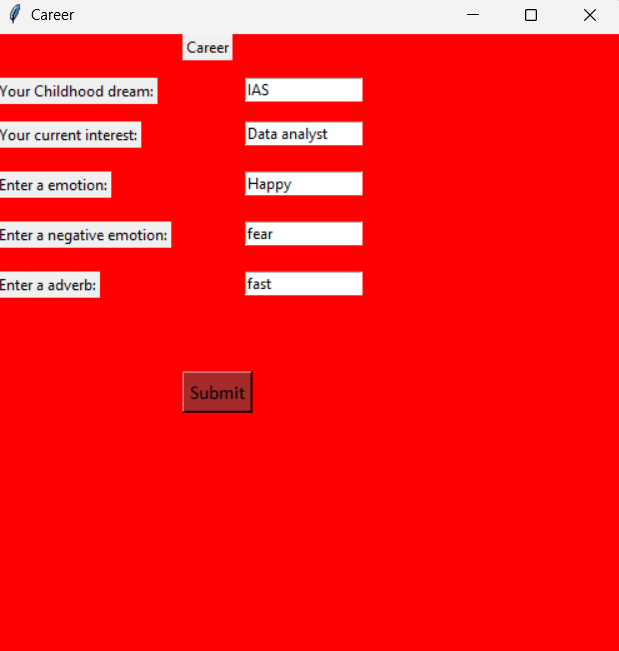 Career
Career
Your Childhood dream: IAS
Your current interest: Data analyst
Enter a emotion: Happy
Enter a negative emotion: fear
Enter a adverb: fast
Submit